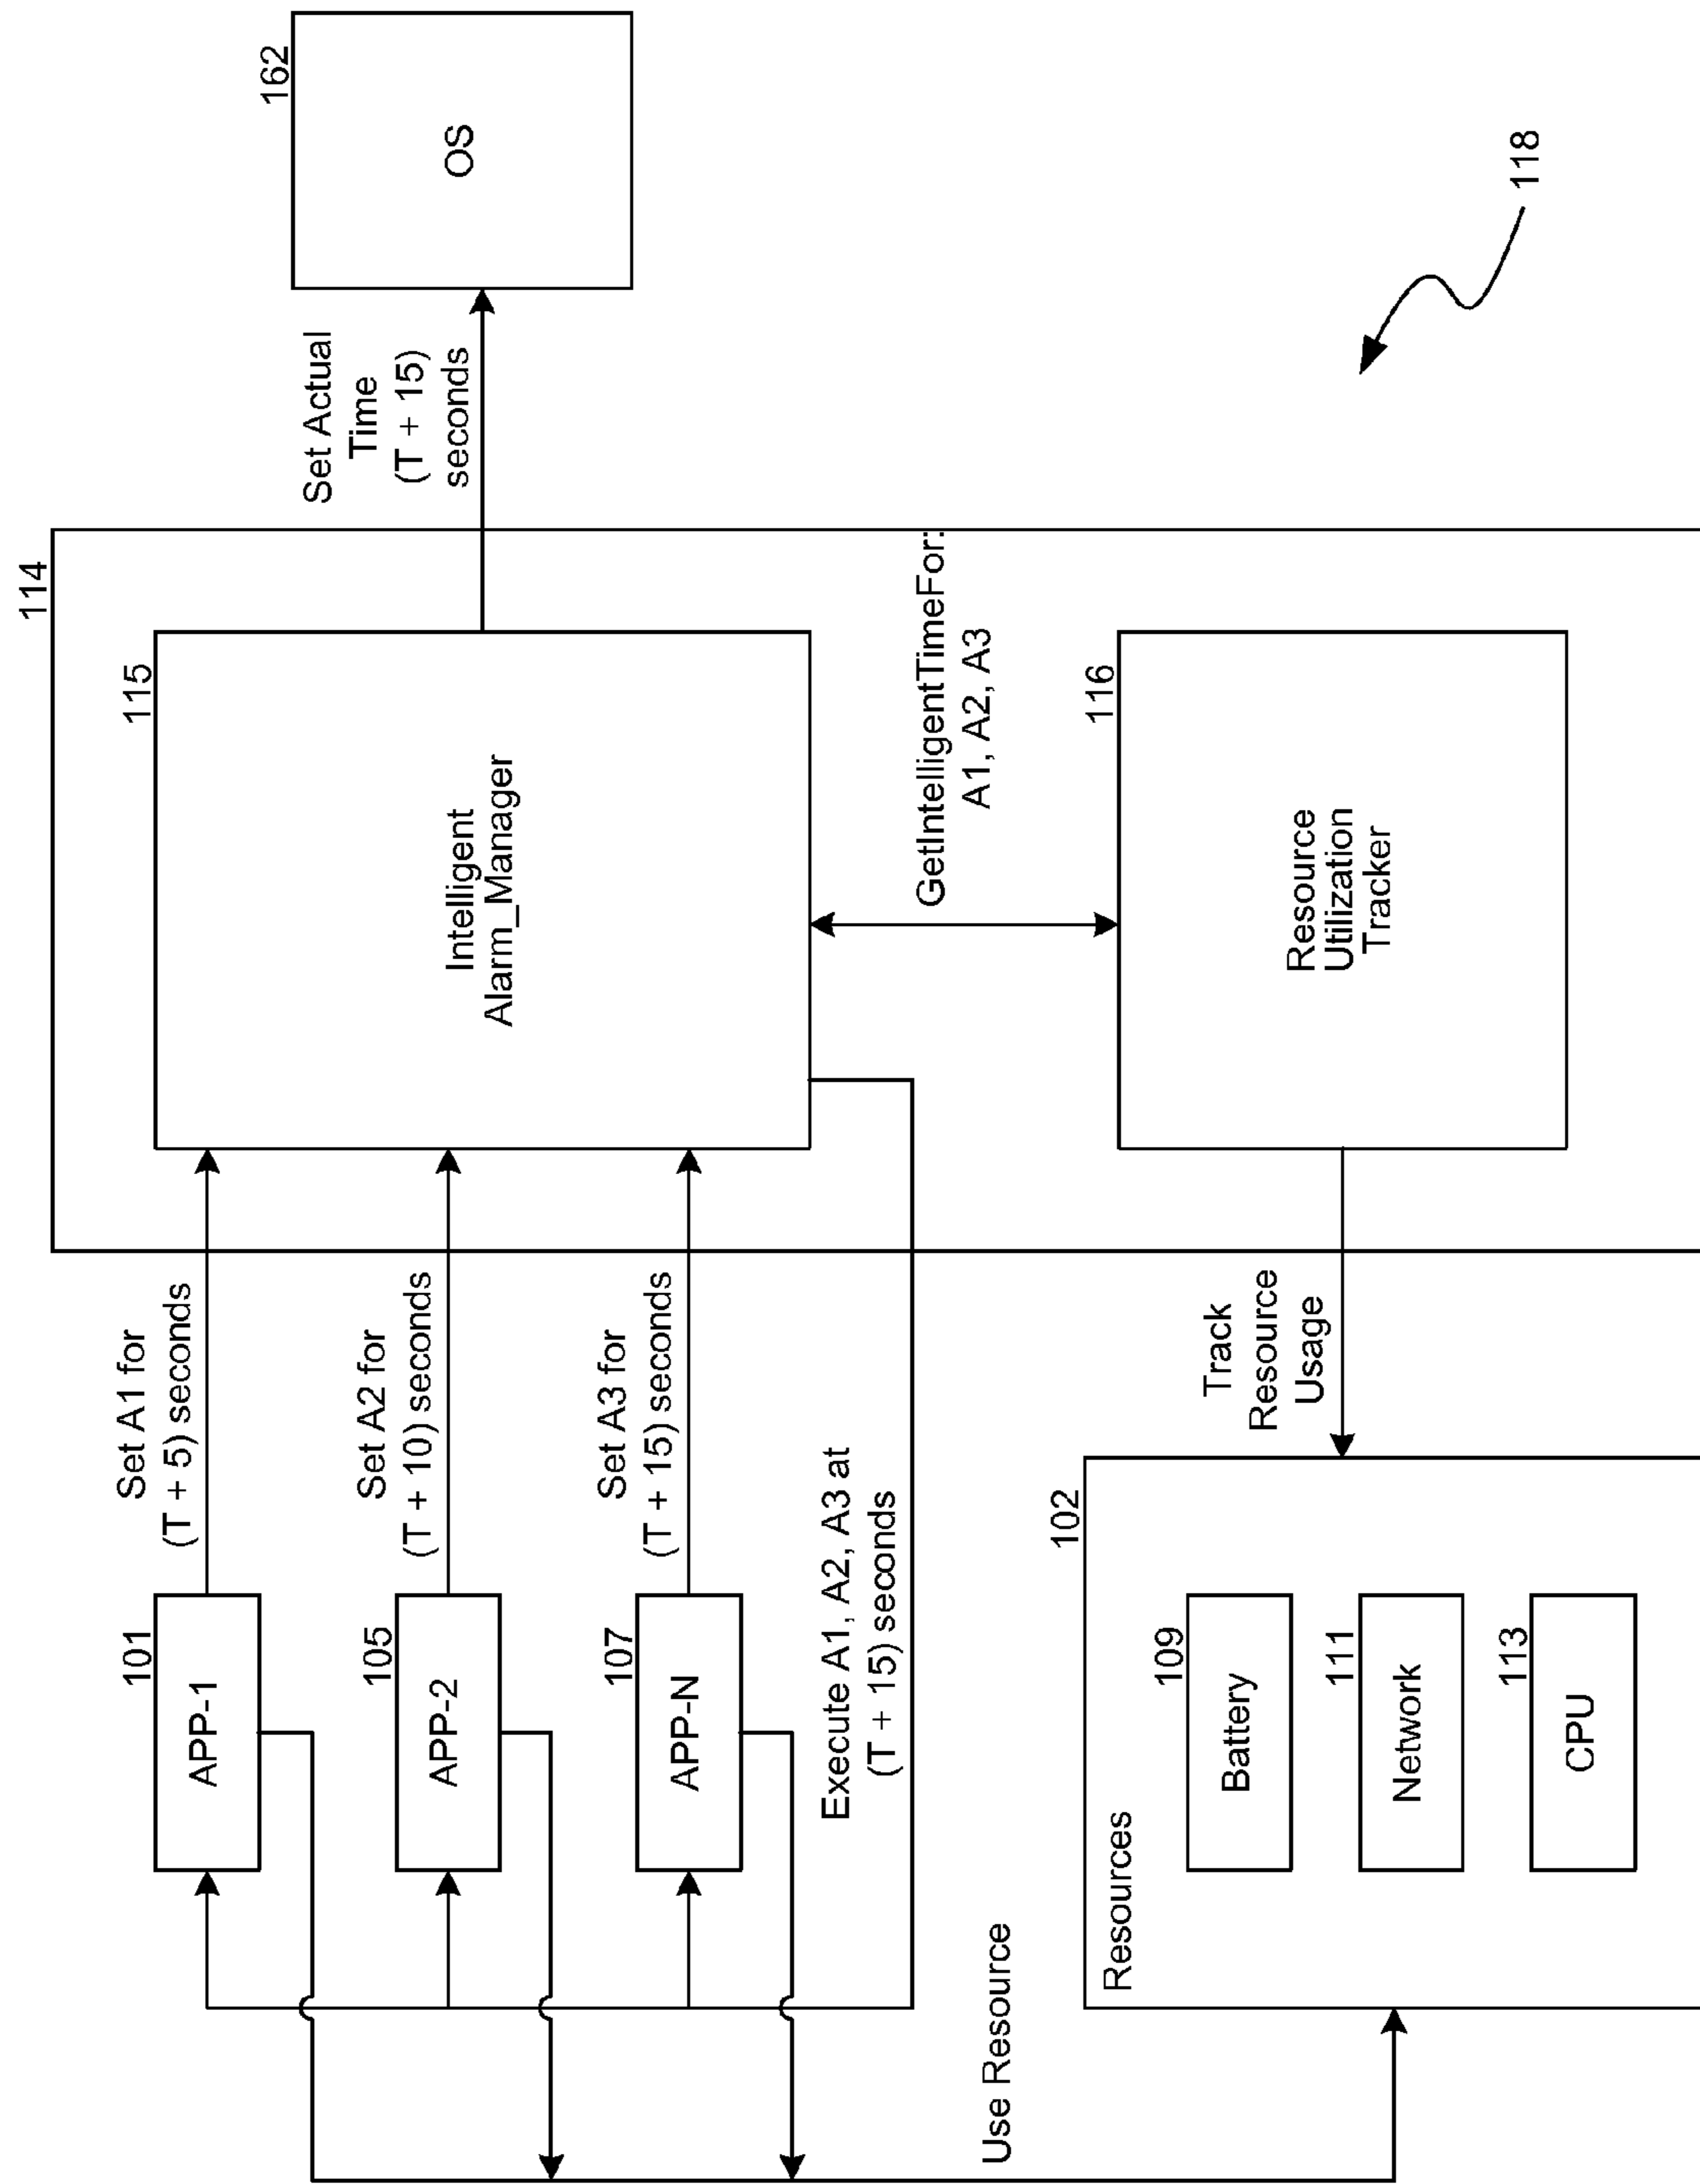 114
162
115
OS
Set Actual
Time
(T + 15)
seconds
Intelligent
Alarm_Manager
101
APP-1
Set A1 for
(T + 5) seconds
105
APP-2
Set A2 for
(T + 10) seconds
107
APP-N
Set A3 for
(T + 15) seconds
Execute A1, A2, A3 at
(T + 15) seconds
GetIntelligentTimeFor:
A1, A2, A3
Use Resource
102
Resources
109
Battery
111
Network
113
CPU
Track
Resource
Usage
116
Resource
Utilization
Tracker
118